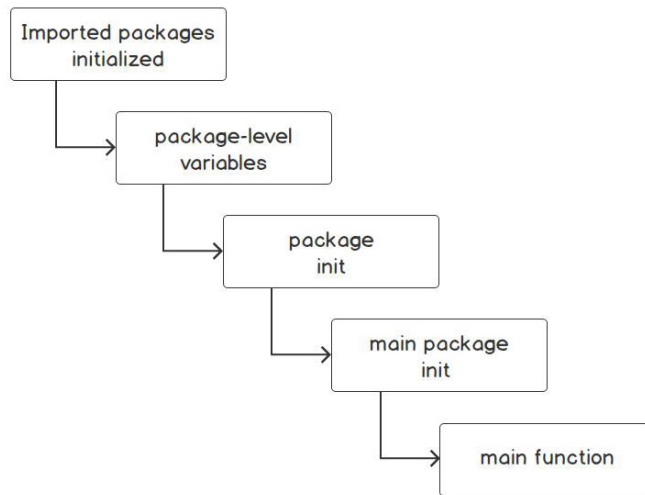 Imported packages
initialized
package-level
variables
package
init
main package
init
main function